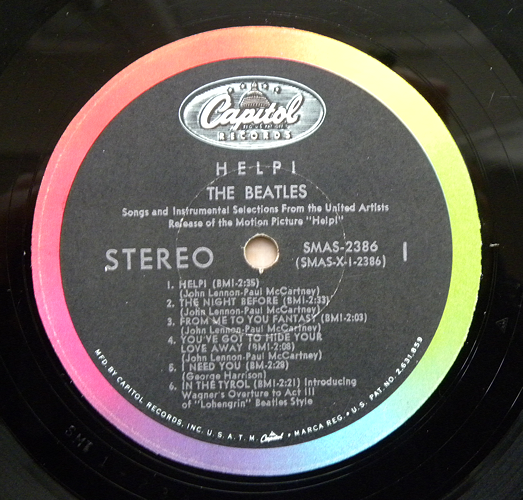 Capitol
RECORDS
HELP!
THE BEATLES
Songs and Instrumental Selections From the United Artists
Release of the Motion Picture "Help!"
STEREO
SMAS-2386
(SMAS-X-1-2386)
1
1. HELP! (BMI-2:35)
(John Lennon-Paul McCartney)
2. THE NIGHT BEFORE (BMI-2:33)
(John Lennon-Paul McCartney)
3. FROM ME TO YOU FANTASY (BMI-2:03)
(John Lennon-Paul McCartney)
4. YOU'VE GOT TO HIDE YOUR
LOVE AWAY (BMI-2:08)
(John Lennon-Paul McCartney)
5. I NEED YOU (BMI-2:28)
(George Harrison)
6. IN THE TYROL (BMI-2:21) Introducing
Wagner's Overture to Act III
of "Lohengrin" Beatles Style
MFD. BY CAPITOL RECORDS, INC. U.S.A. T.M. Capitol • MARCA REG. • U.S. PAT. NO. 2,631,859